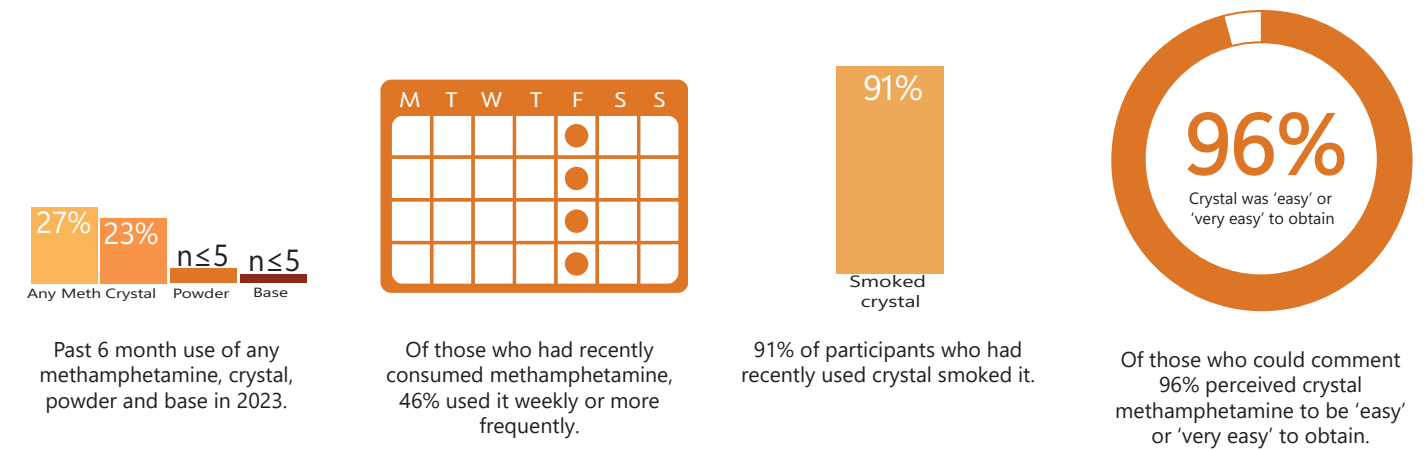 27%
23%
n≤5
n≤5
Any Meth
Crystal
Powder
Base
Past 6 month use of any
methamphetamine, crystal,
powder and base in 2023.
M T W T F S S
Of those who had recently
consumed methamphetamine,
46% used it weekly or more
frequently.
91%
Smoked
crystal
91% of participants who had
recently used crystal smoked it.
96%
Crystal was ‘easy’ or
‘very easy’ to obtain
Of those who could comment
96% perceived crystal
methamphetamine to be ‘easy’
or ‘very easy’ to obtain.